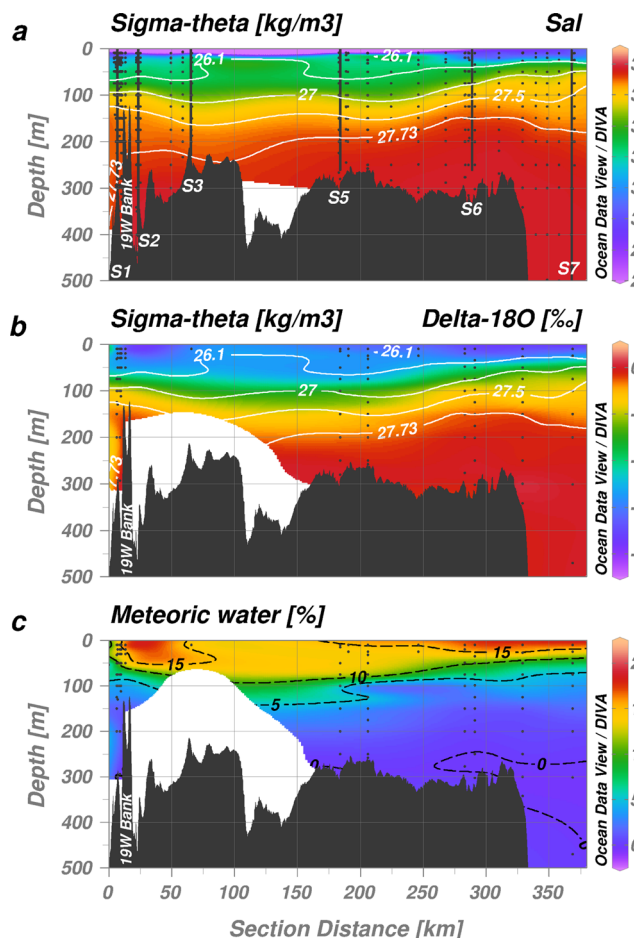 a
Sigma-theta [kg/m3] Sal
0
100
200
300
400
500
Depth [m]
26.1
-26.1
27
27.5
27.73
27.73
19W Bank
S1
S2
S3
S5
S6
S7
Ocean Data View / DIVA
b
Sigma-theta [kg/m3] Delta-18O [‰]
0
100
200
300
400
500
Depth [m]
26.1
-26.1
27
27.5
27.73
27.73
19W Bank
Ocean Data View / DIVA
c
Meteoric water [%]
0
100
200
300
400
500
Depth [m]
15
15
10
5
0
0
19W Bank
Ocean Data View / DIVA
0 50 100 150 200 250 300 350
Section Distance [km]